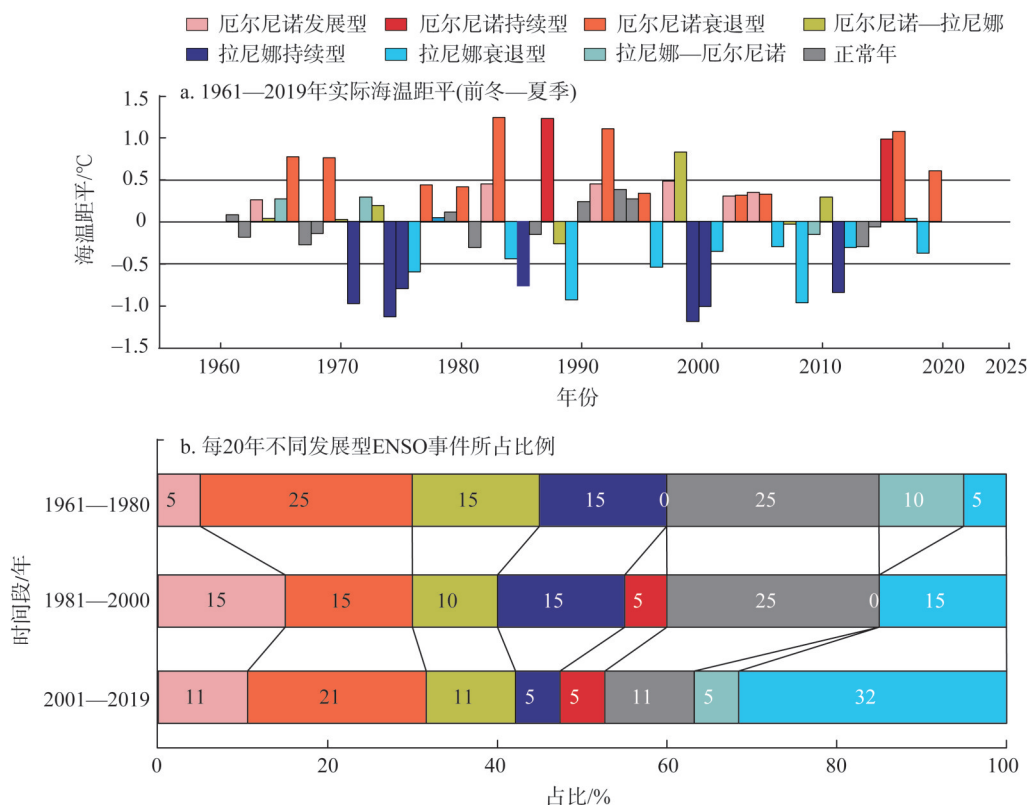 厄尔尼诺发展型 厄尔尼诺持续型 厄尔尼诺衰退型 厄尔尼诺—拉尼娜
拉尼娜持续型 拉尼娜衰退型 拉尼娜—厄尔尼诺 正常年
a. 1961—2019年实际海温距平(前冬—夏季)
1.5
1.0
0.5
0
–0.5
–1.0
–1.5
海温距平/℃
1960 1970 1980 1990 2000 2010 2020 2025
年份
b. 每20年不同发展型ENSO事件所占比例
1961—1980 5 25 15 15 0 25 10 5
1981—2000 15 15 10 15 5 25 0 15
2001—2019 11 21 11 5 5 11 5 32
时间段/年
0 20 40 60 80 100
占比/%